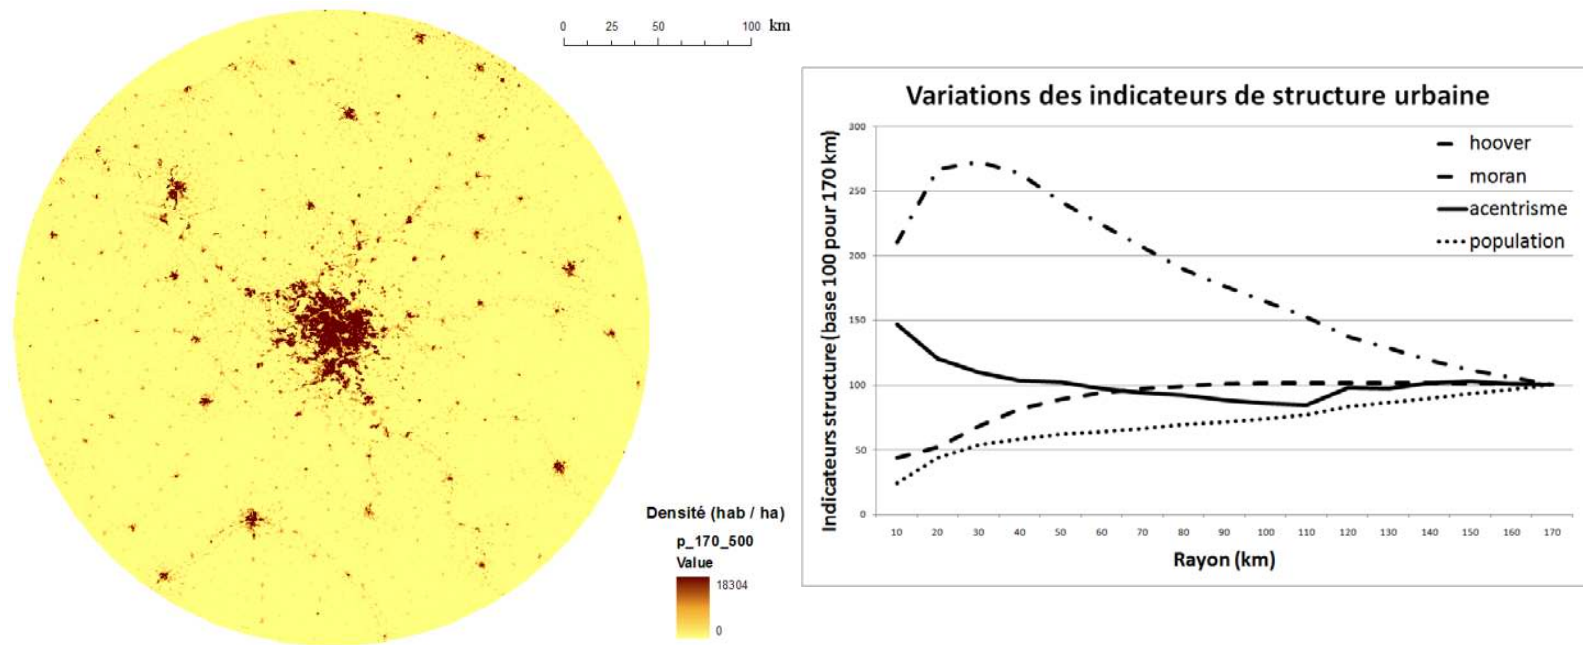 0 25 50 100 km
Densité (hab / ha)
p_170_500
Value
18304
0
Variations des indicateurs de structure urbaine
Indicateurs structure (base 100 pour 170 km)
300
250
200
150
100
50
0
hoover
moran
acentrisme
population
10 20 30 40 50 60 70 80 90 100 110 120 130 140 150 160 170
Rayon (km)